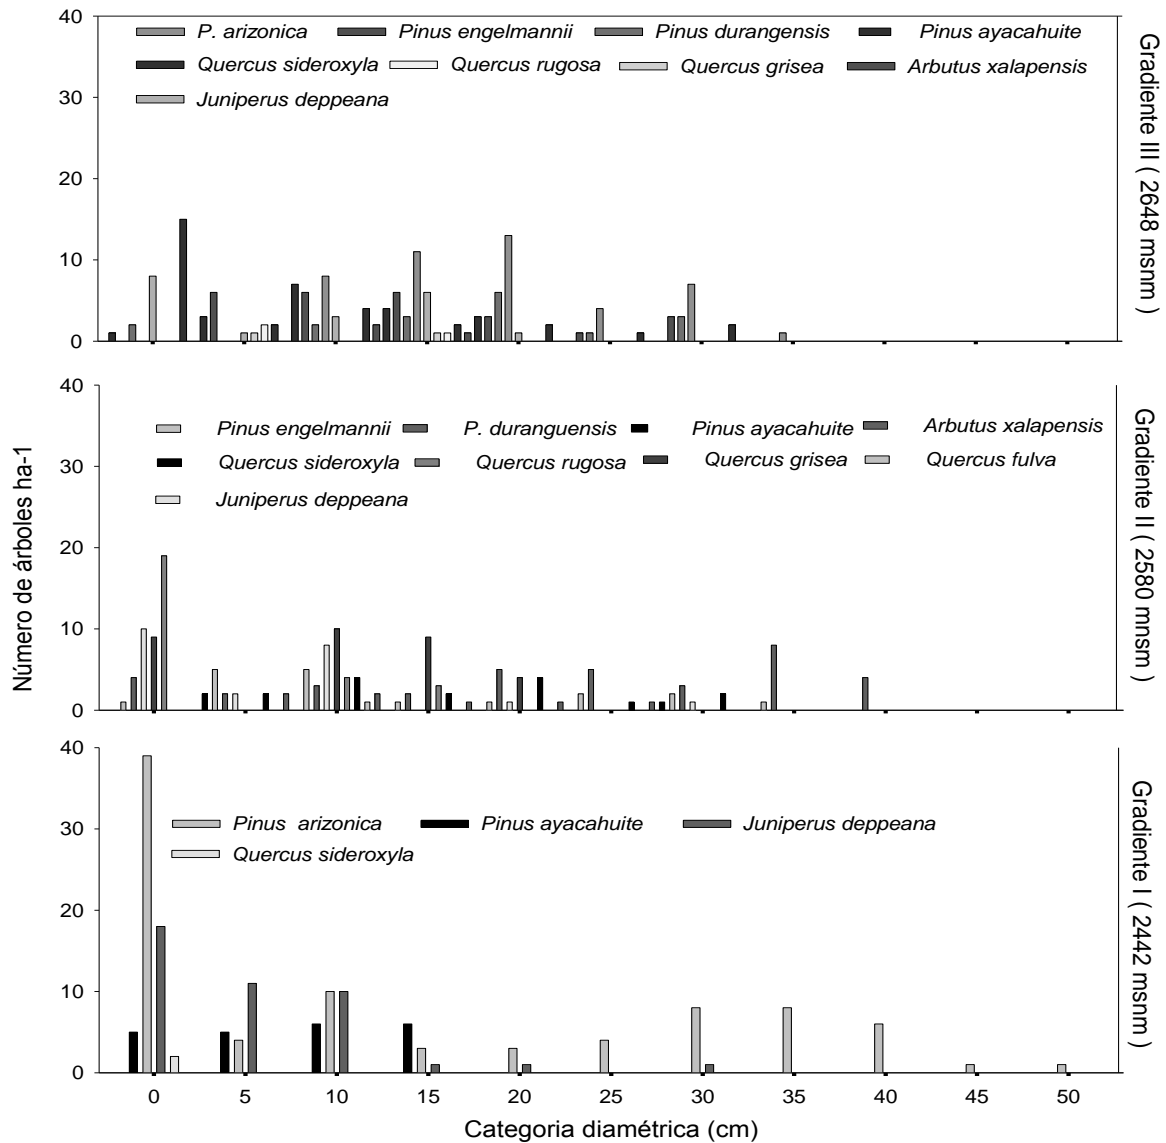 40
P. arizonica Pinus engelmannii Pinus durangensis Pinus ayacahuite
Quercus sideroxyla Quercus rugosa Quercus grisea Arbutus xalapensis
Juniperus deppeana
30
20
10
0
Gradiente III ( 2648 msnm )
40
Pinus engelmannii P. duranguensis Pinus ayacahuite Arbutus xalapensis
Quercus sideroxyla Quercus rugosa Quercus grisea Quercus fulva
Juniperus deppeana
30
20
10
0
Gradiente II ( 2580 mnsm )
Número de árboles ha-1
40
Pinus arizonica Pinus ayacahuite Juniperus deppeana
Quercus sideroxyla
30
20
10
0
Gradiente I ( 2442 msnm )
0 5 10 15 20 25 30 35 40 45 50
Categoria diamétrica (cm)